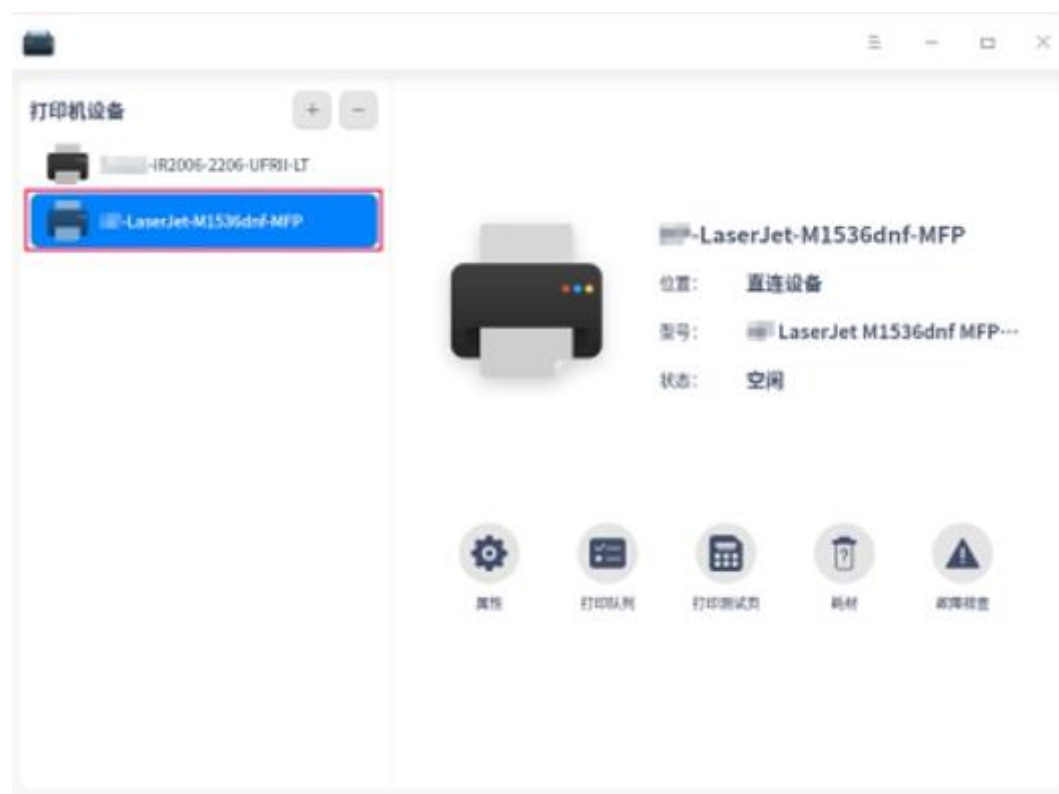 打印机设备
-iR2006-2206-UFRII-LT
-LaserJet-M1536dnf-MFP
-LaserJet-M1536dnf-MFP
位置: 直连设备
型号: LaserJet M1536dnf MFP···
状态: 空闲
属性 打印队列 打印测试页 耗材 故障排查